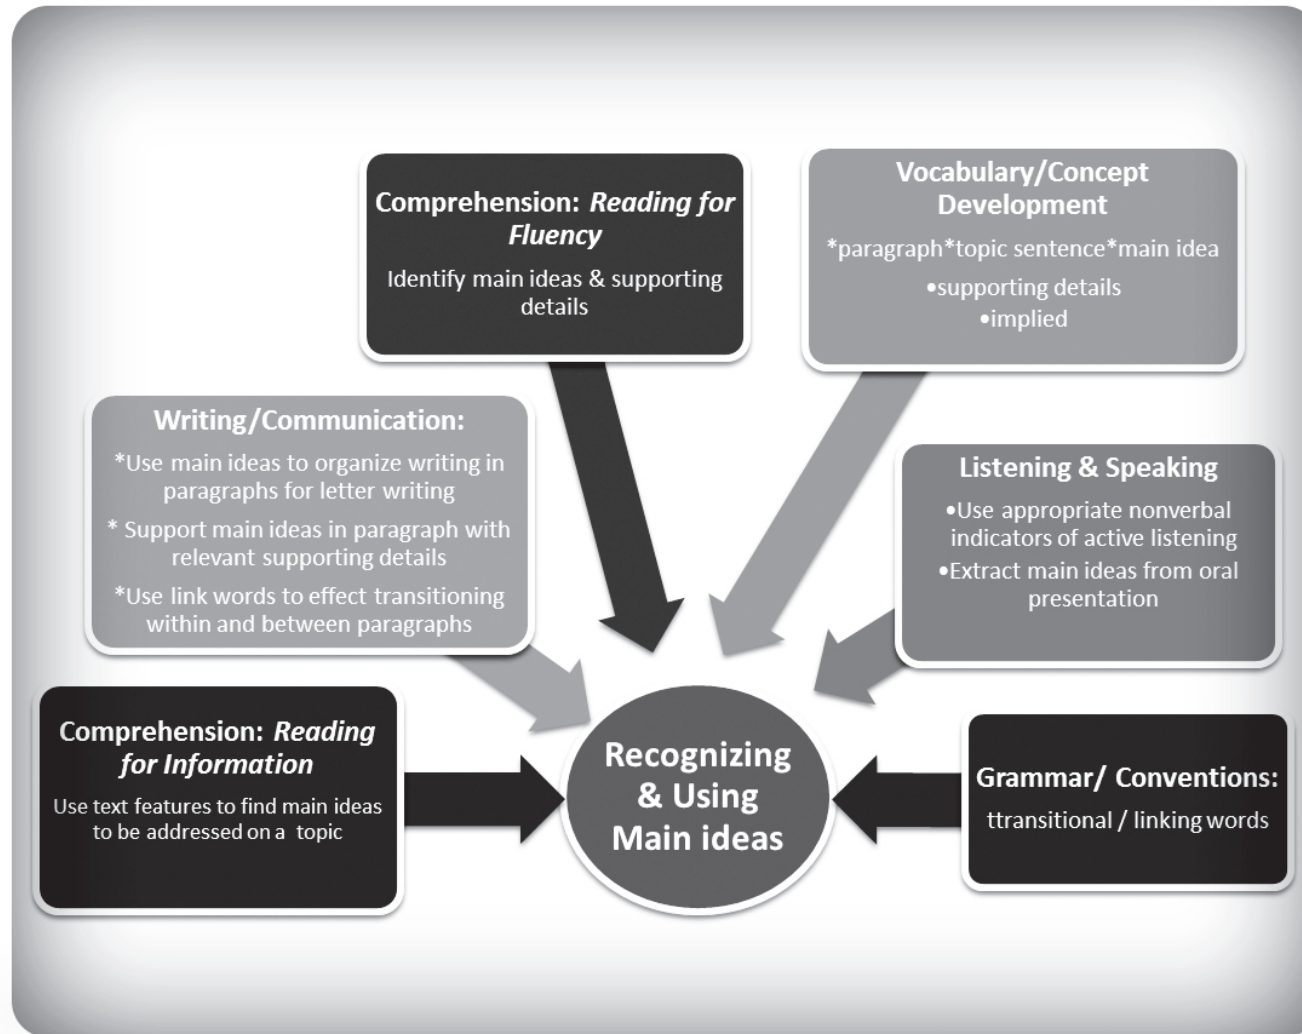 Comprehension: Reading for
Fluency
Identify main ideas & supporting
details
Vocabulary/Concept
Development
*paragraph*topic sentence*main idea
•supporting details
•implied
Writing/Communication:
*Use main ideas to organize writing in
paragraphs for letter writing
* Support main ideas in paragraph with
relevant supporting details
*Use link words to effect transitioning
within and between paragraphs
Listening & Speaking
•Use appropriate nonverbal
indicators of active listening
•Extract main ideas from oral
presentation
Comprehension: Reading
for Information
Use text features to find main ideas
to be addressed on a topic
Recognizing
& Using
Main ideas
Grammar/ Conventions:
ttransitional / linking words